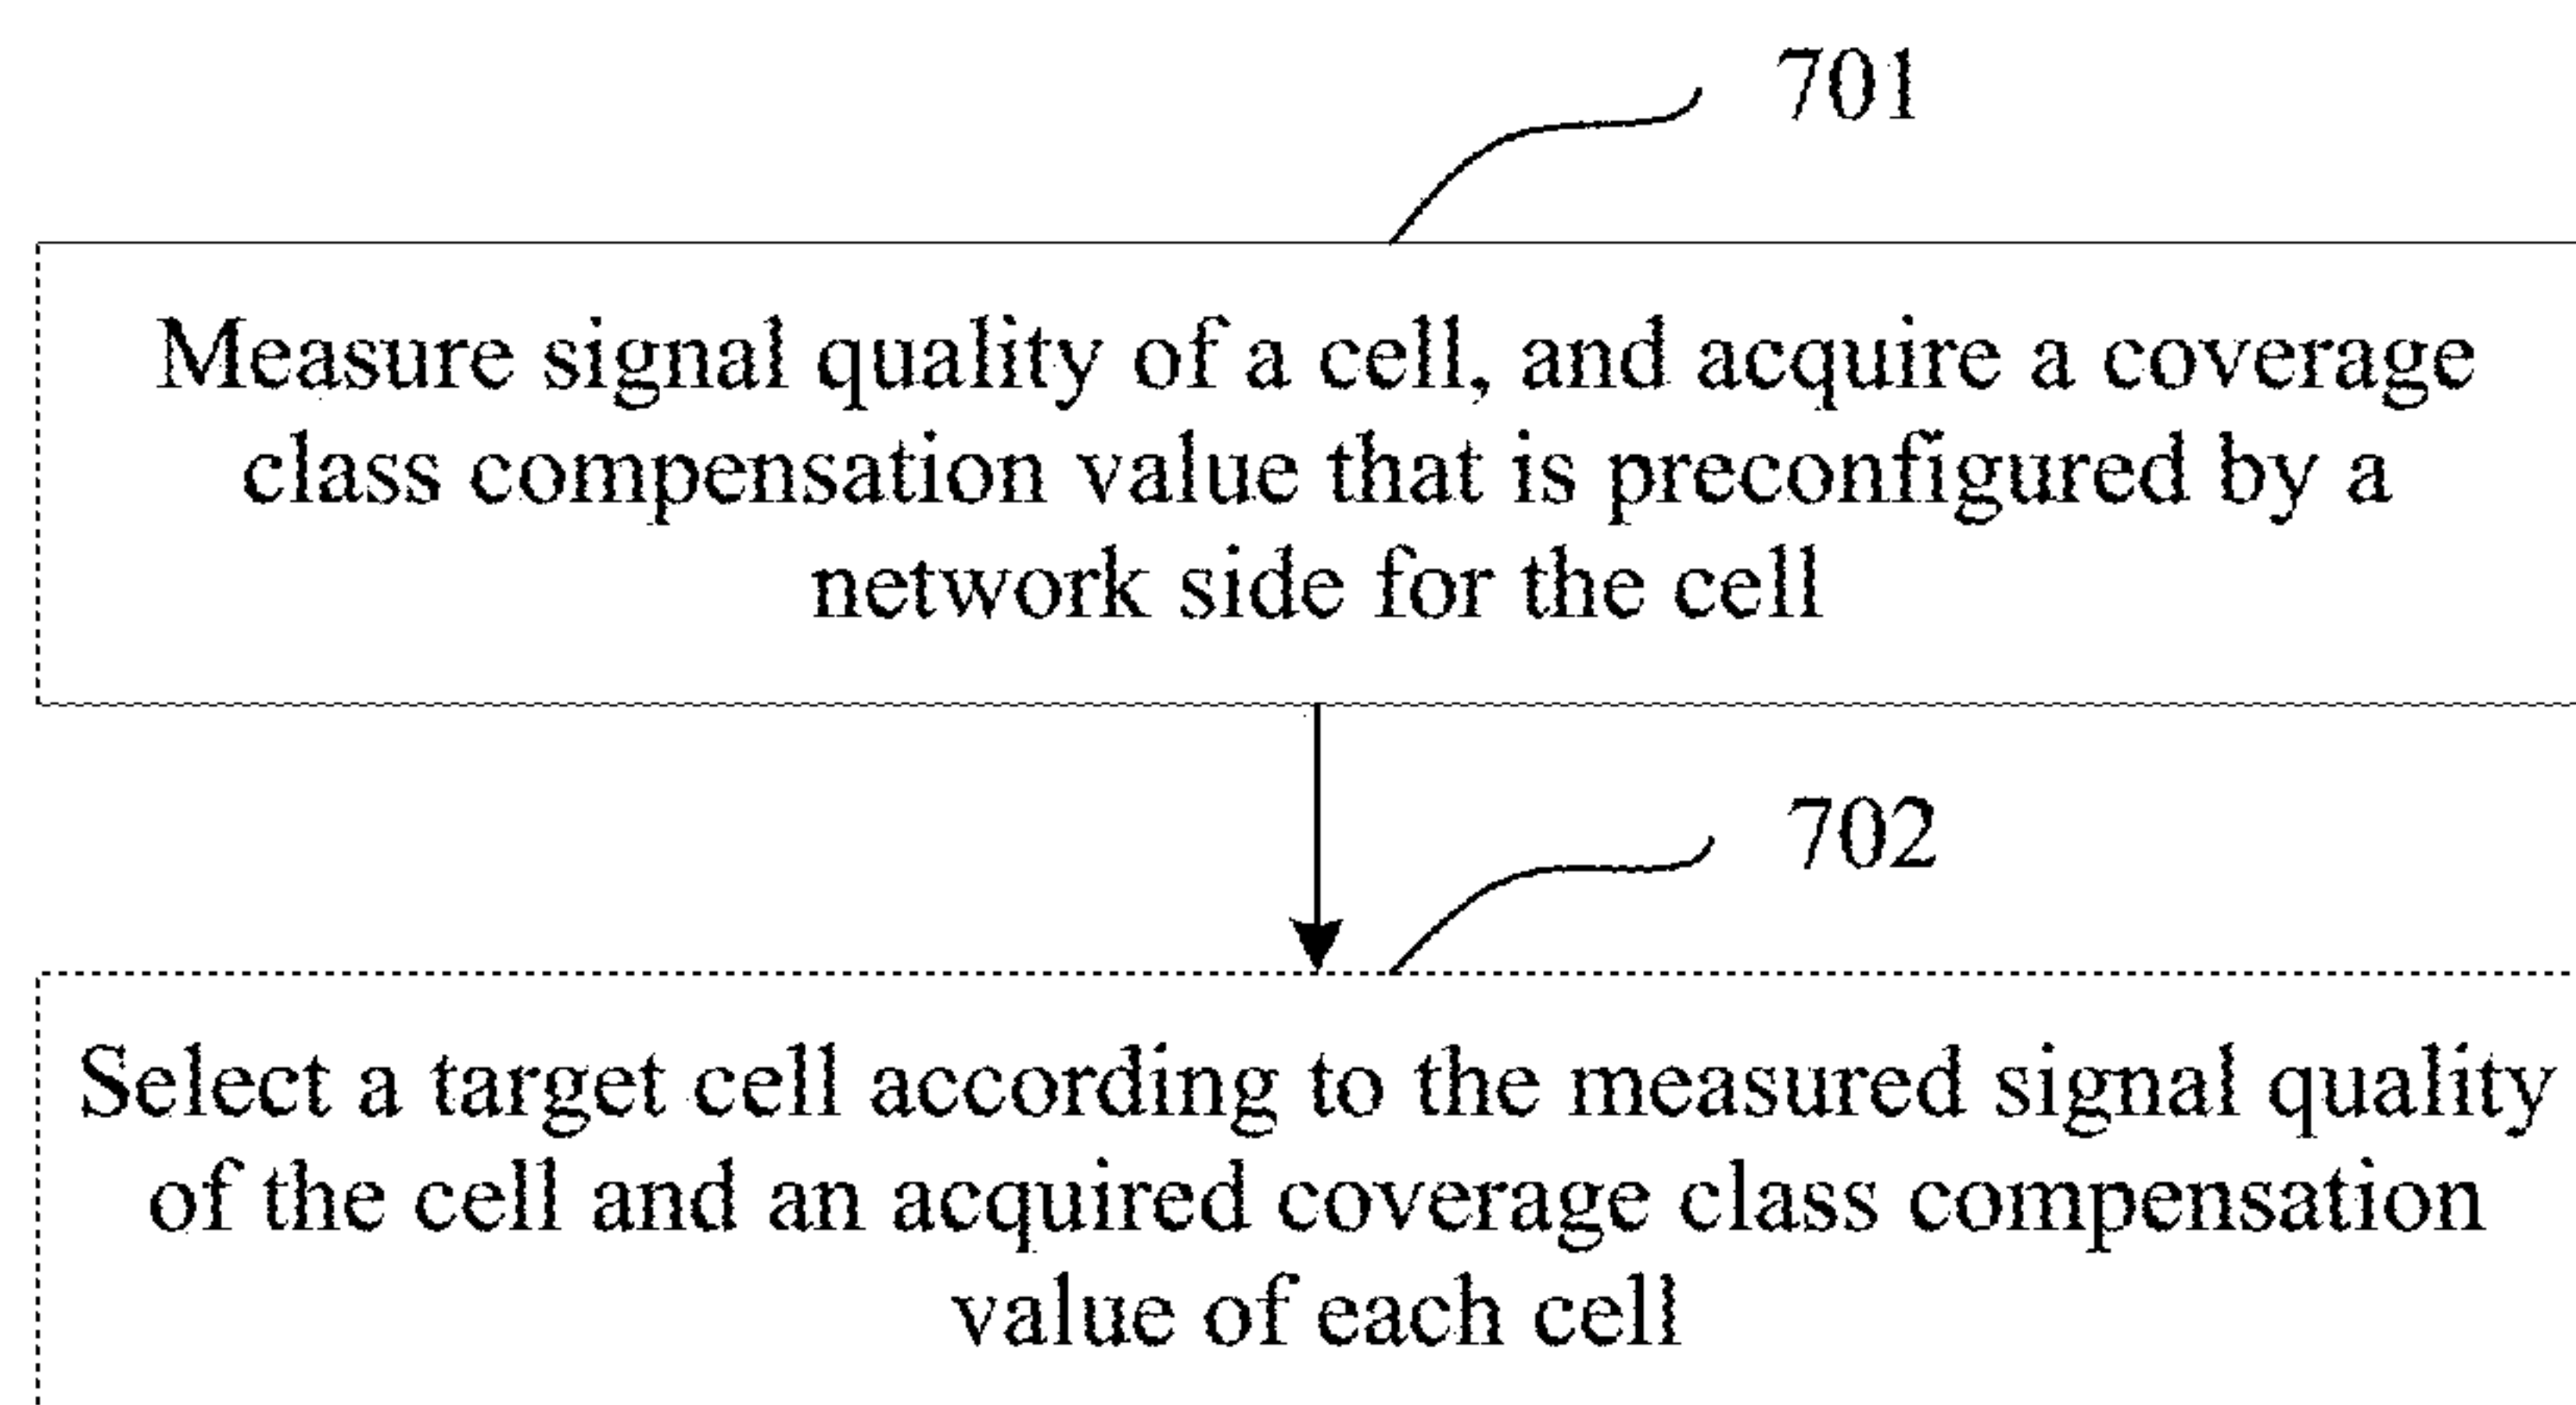 701
Measure signal quality of a cell, and acquire a coverage
class compensation value that is preconfigured by a
network side for the cell
702
Select a target cell according to the measured signal quality
of the cell and an acquired coverage class compensation
value of each cell